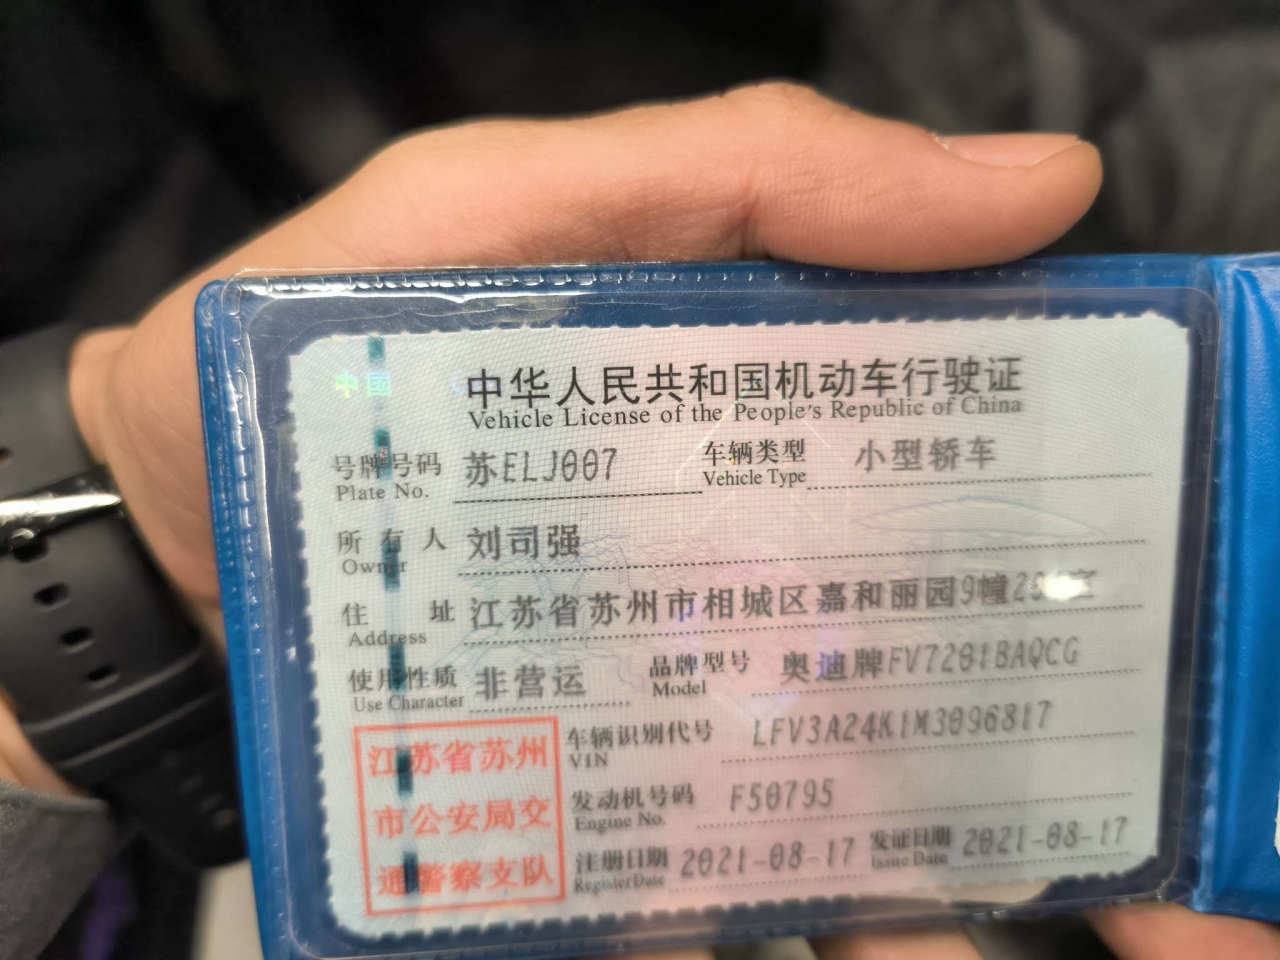 中国
中华人民共和国机动车行驶证
Vehicle License of the People's Republic of China
号牌号码 苏ELJ007 车辆类型 小型轿车
Plate No. Vehicle Type
所有人 刘司强
Owner
住址 江苏省苏州市相城区嘉和丽园9幢2
Address
使用性质 非营运 品牌型号 奥迪牌FV7201BAQCG
Use Character Model
车辆识别代号 LFV3A24K1M3096817
VIN
发动机号码 F50795
Engine No.
注册日期 2021-08-17 发证日期 2021-08-17
Register Date Issue Date
江苏省苏州
市公安局交
通警察支队